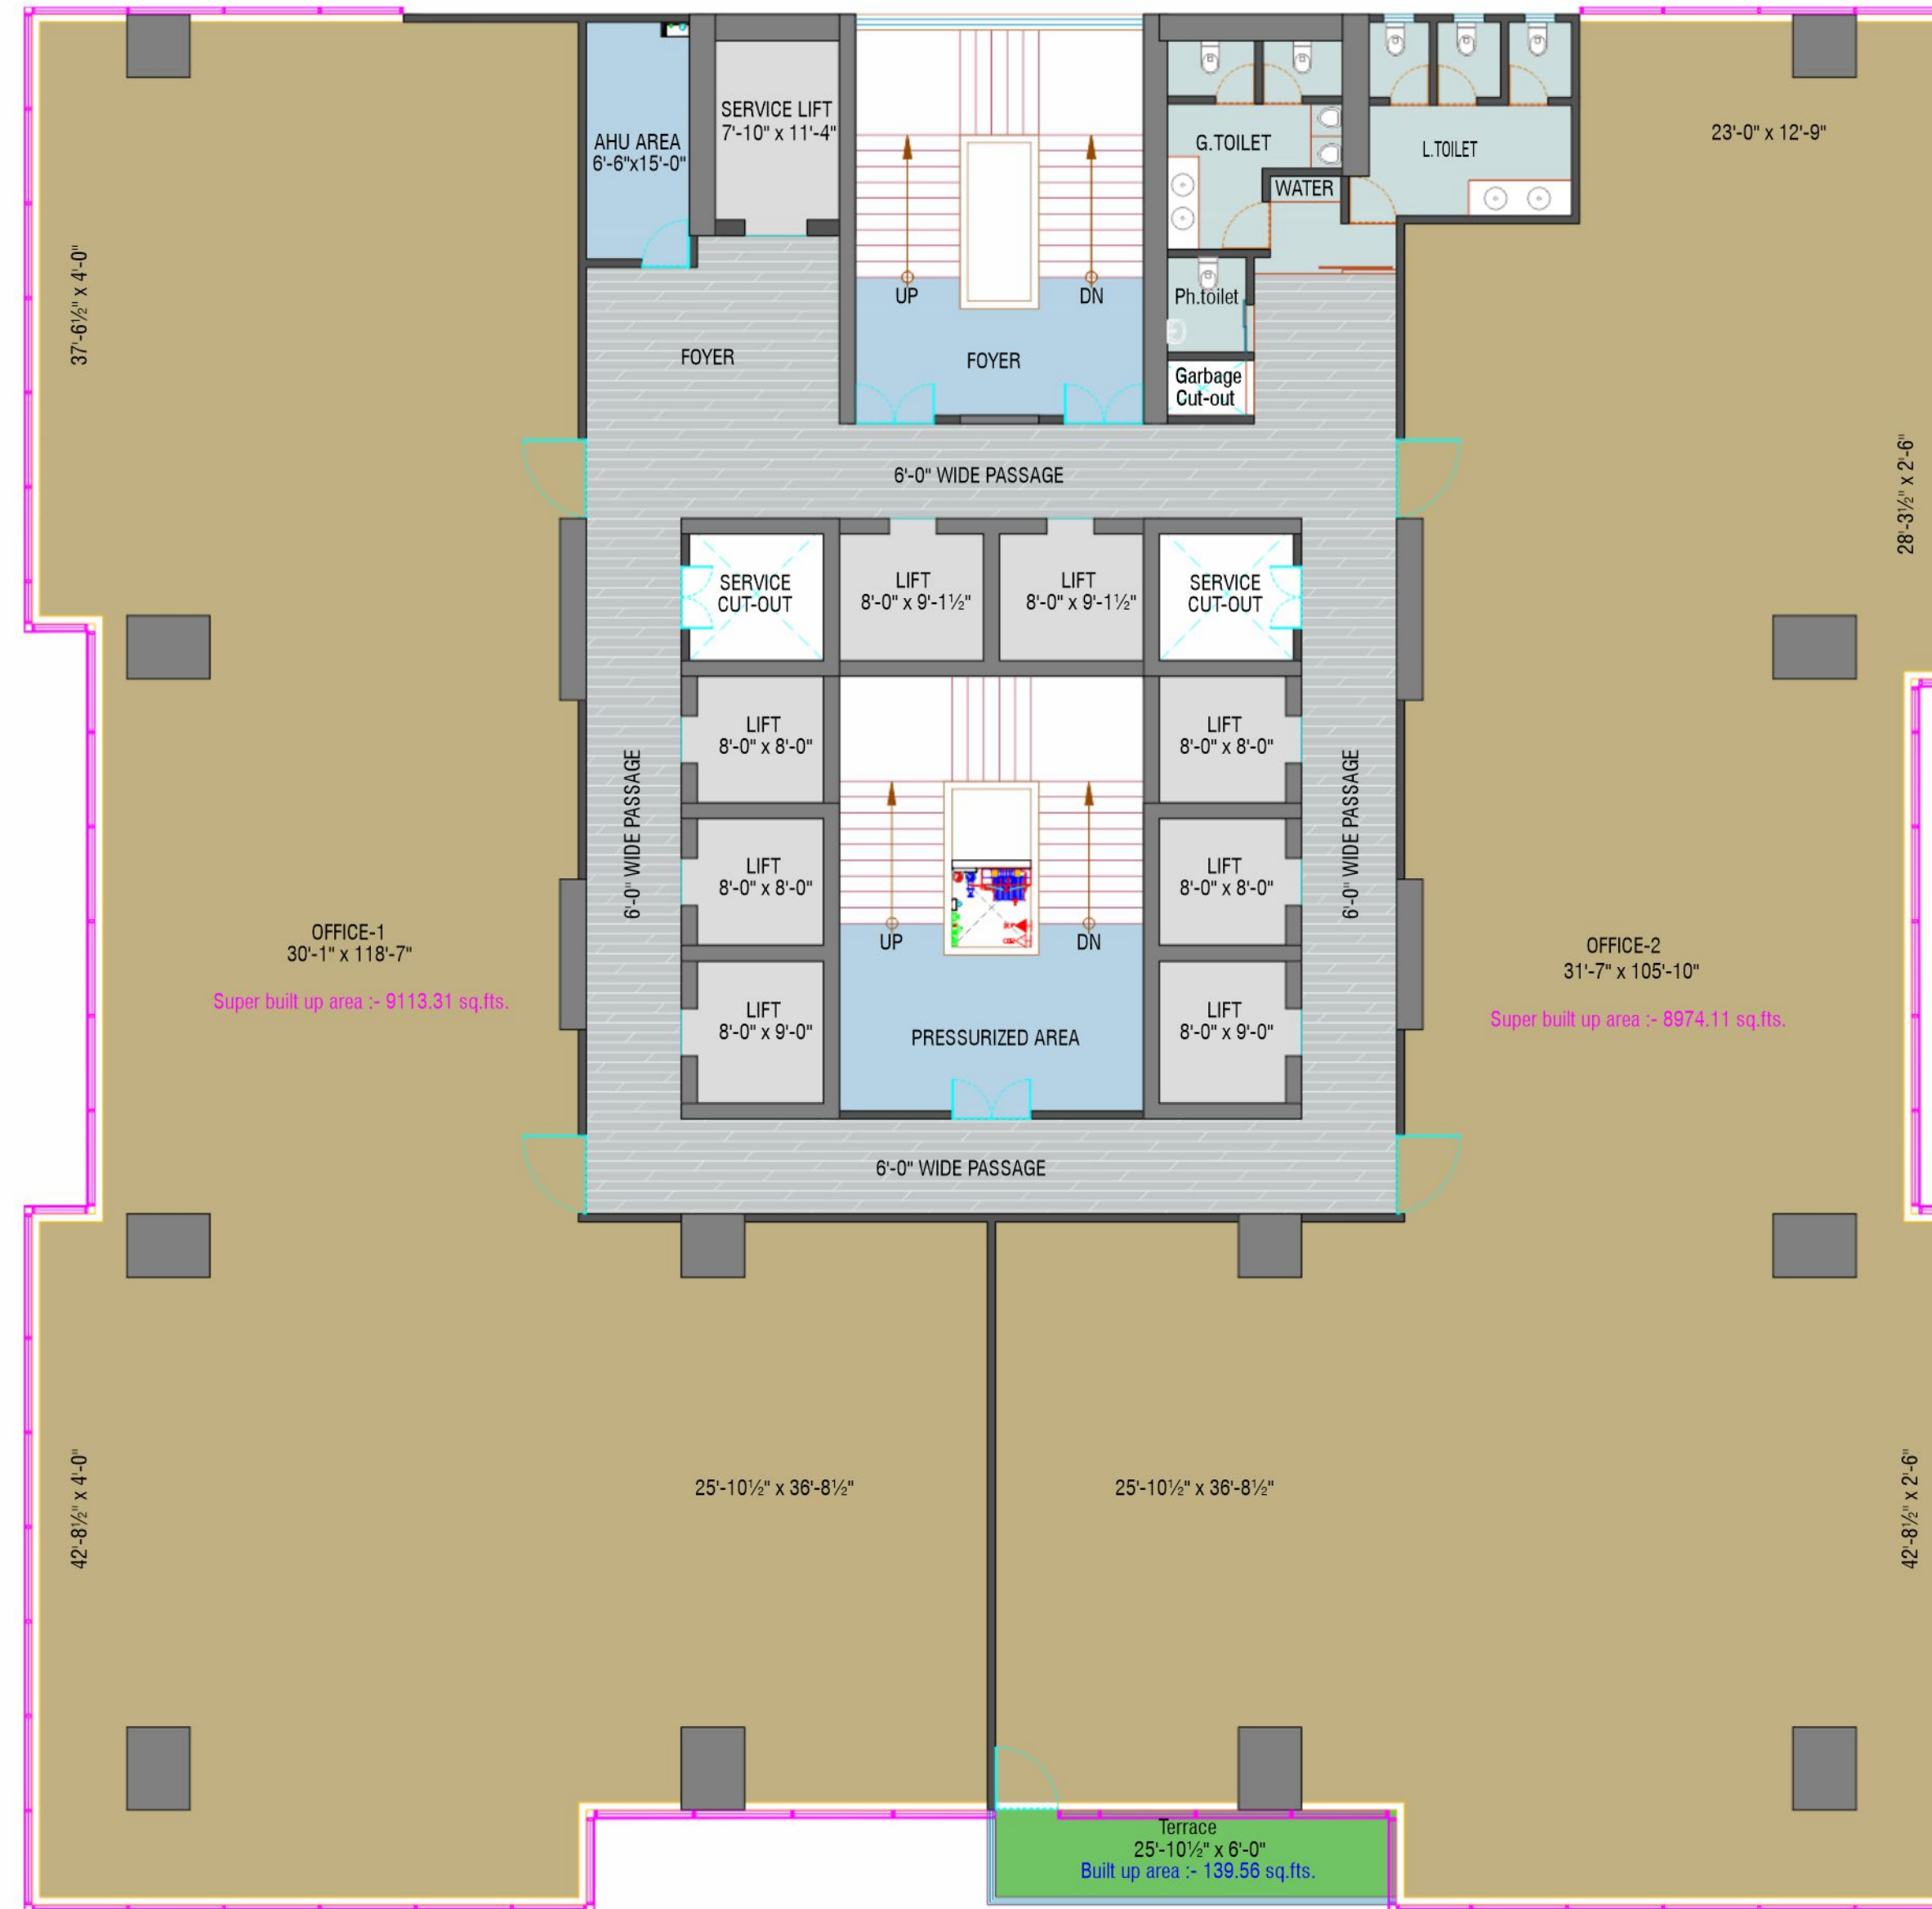 SERVICE LIFT
7'-10" x 11'-4"
AHU AREA
6'-6"x15'-0"
G.TOILET
L.TOILET
23'-0" x 12'-9"
WATER
37'-6½" x 4'-0"
UP
DN
Ph.toilet
FOYER
FOYER
Garbage
Cut-out
28'-3½" x 2'-6"
6'-0" WIDE PASSAGE
SERVICE
CUT-OUT
LIFT
8'-0" x 9'-1½"
LIFT
8'-0" x 9'-1½"
SERVICE
CUT-OUT
LIFT
8'-0" x 8'-0"
LIFT
8'-0" x 8'-0"
6'-0" WIDE PASSAGE
6'-0" WIDE PASSAGE
LIFT
8'-0" x 8'-0"
LIFT
8'-0" x 8'-0"
UP
DN
OFFICE-1
30'-1" x 118'-7"
Super built up area :- 9113.31 sq.fts.
OFFICE-2
31'-7" x 105'-10"
Super built up area :- 8974.11 sq.fts.
LIFT
8'-0" x 9'-0"
PRESSURIZED AREA
LIFT
8'-0" x 9'-0"
6'-0" WIDE PASSAGE
42'-8½" x 4'-0"
25'-10½" x 36'-8½"
25'-10½" x 36'-8½"
42'-8½" x 2'-6"
Terrace
25'-10½" x 6'-0"
Built up area :- 139.56 sq.fts.